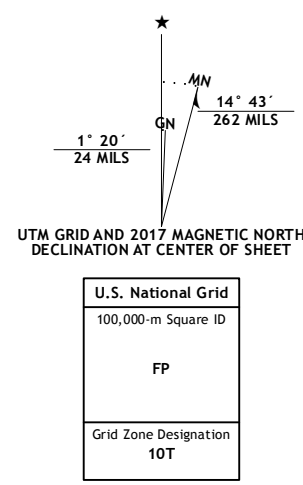 ★
MN
GN
14° 43´
262 MILS
1° 20´
24 MILS
UTM GRID AND 2017 MAGNETIC NORTH
DECLINATION AT CENTER OF SHEET
U.S. National Grid
100,000-m Square ID
FP
Grid Zone Designation
10T